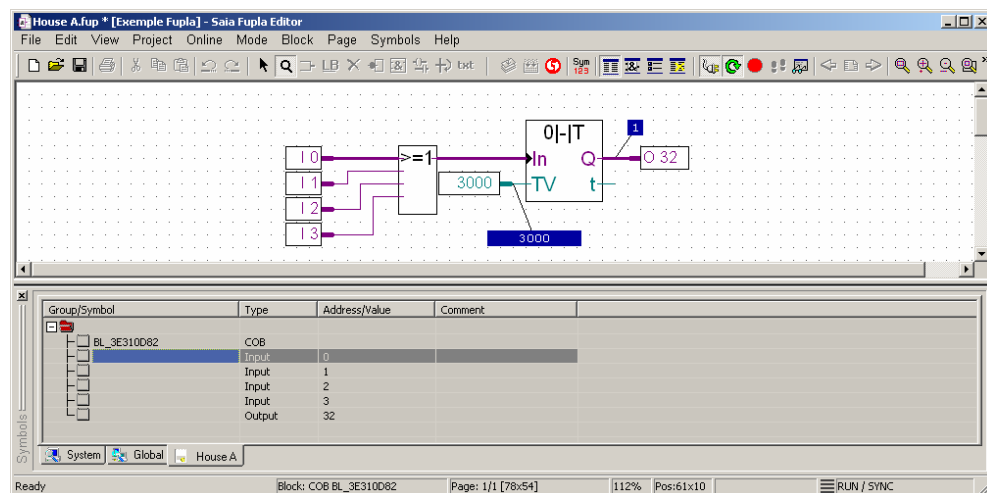 House A.fup * [Exemple Fupla] - Saia Fupla Editor
File Edit View Project Online Mode Block Page Symbols Help
LB & txt Sym 123
0|-|T 1
I 0 >=1 In Q O 32
I 1 3000 TV t
I 2
I 3 3000
Group/Symbol Type Address/Value Comment
BL_3E310D82 COB
Input 0
Input 1
Input 2
Input 3
Output 32
Symbols
System Global House A
Ready Block: COB BL_3E310D82 Page: 1/1 [78x54] 112% Pos:61x10 RUN / SYNC